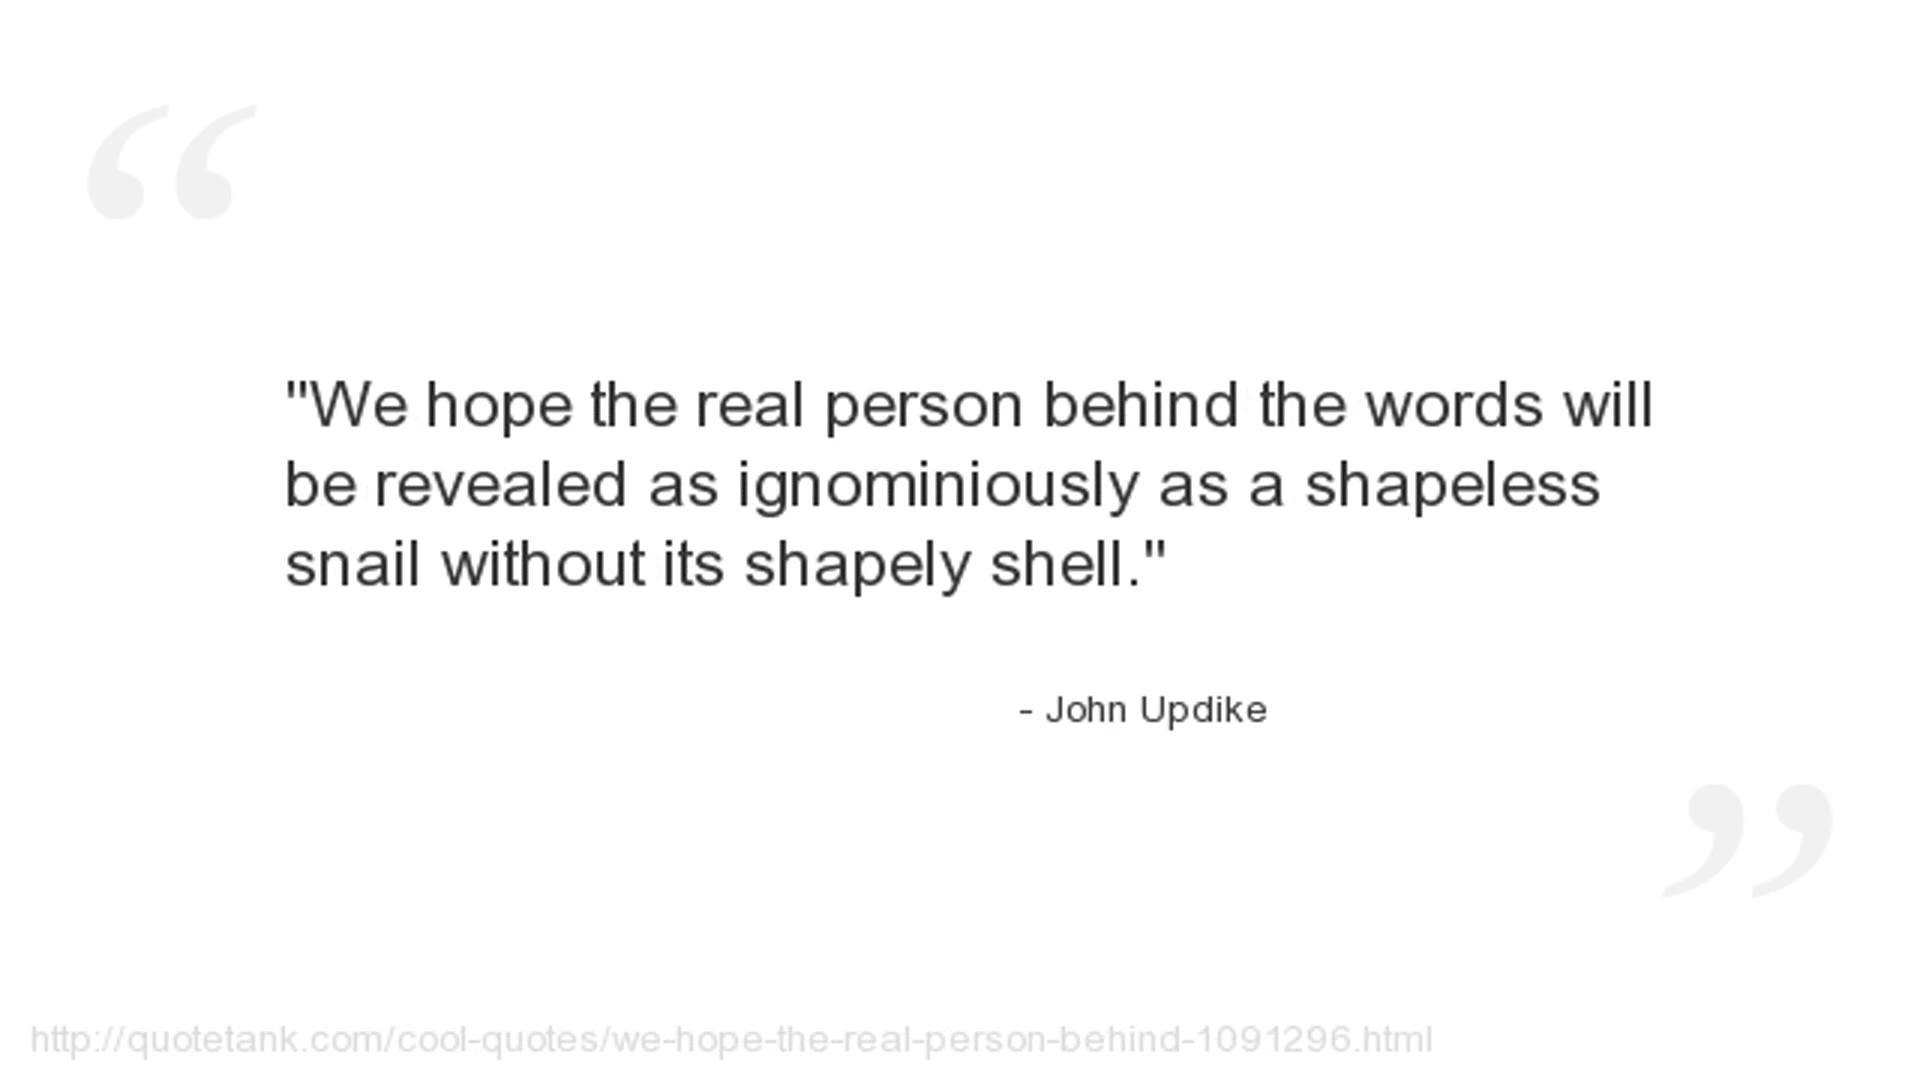 "We hope the real person behind the words will
be revealed as ignominiously as a shapeless
snail without its shapely shell."
- John Updike
http://quotetank.com/cool-quotes/we-hope-the-real-person-behind-1091296.html